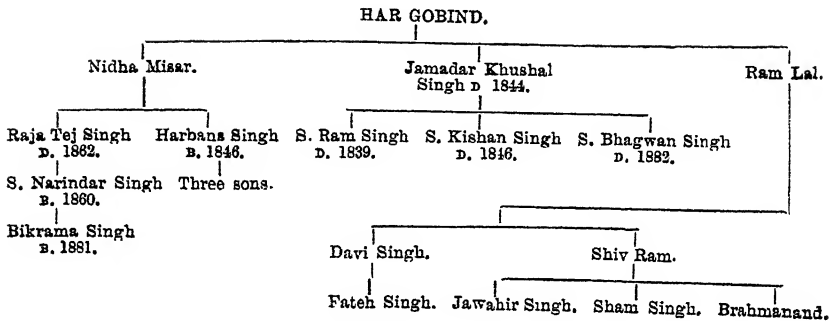 HAR GOBIND.
Nidha Misar. Jamadar Khushal Ram Lal.
Singh D 1844.
Raja Tej Singh Harbans Singh S. Ram Singh S. Kishan Singh S. Bhagwan Singh
D. 1862. B. 1846. D. 1839. D. 1846. D. 1882.
S. Narindar Singh Three sons.
B. 1860.
Bikrama Singh
B. 1881.
Davi Singh. Shiv Ram.
Fateh Singh. Jawahir Singh. Sham Singh. Brahmanand.